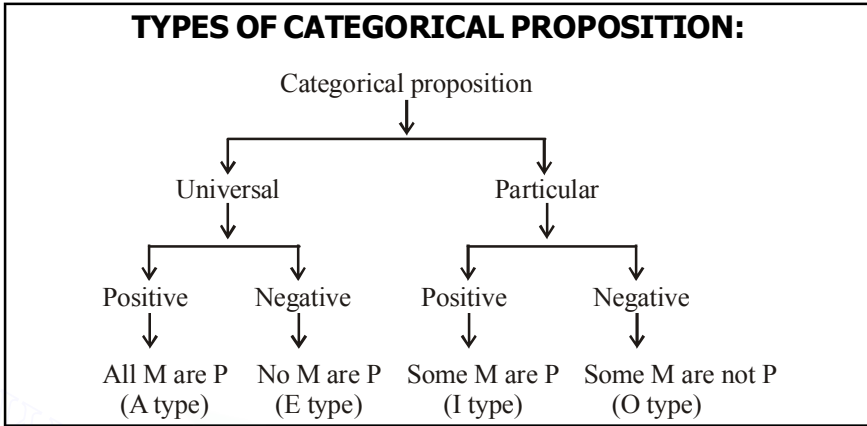 TYPES OF CATEGORICAL PROPOSITION:
Categorical proposition
Universal Particular
Positive Negative Positive Negative
All M are P No M are P Some M are P Some M are not P
(A type) (E type) (I type) (O type)